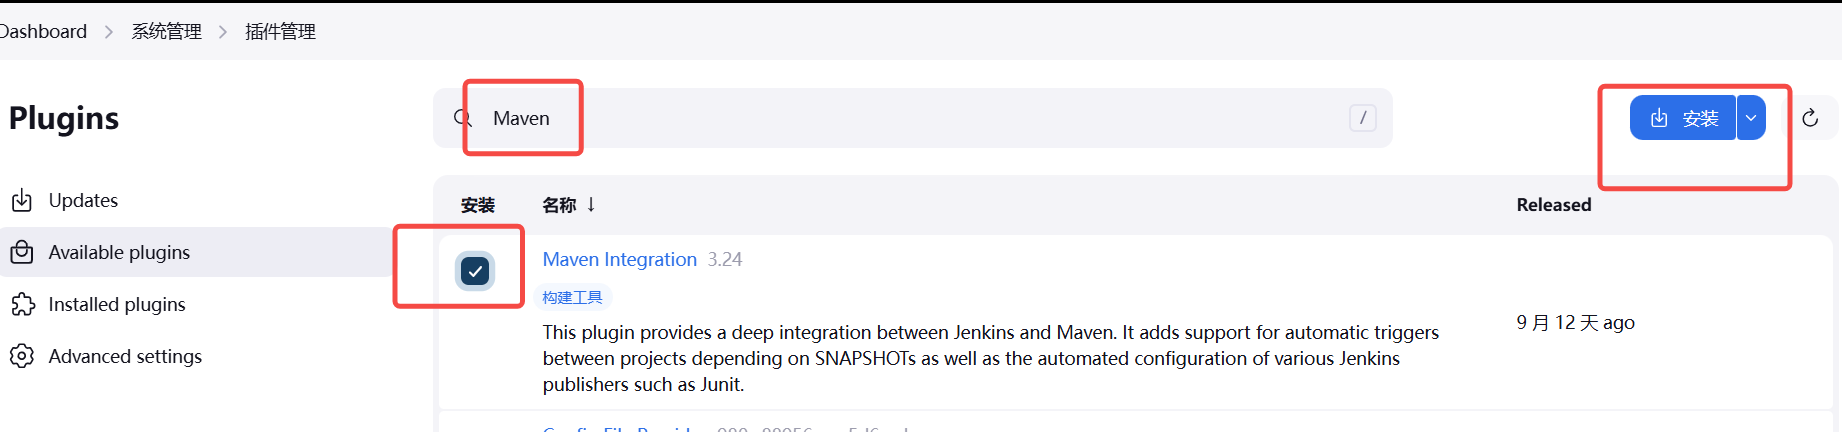 Dashboard > 系统管理 > 插件管理
Plugins
Maven
/
安装
Updates
Available plugins
Installed plugins
Advanced settings
安装 名称 ↓ Released
Maven Integration 3.24
构建工具
This plugin provides a deep integration between Jenkins and Maven. It adds support for automatic triggers
between projects depending on SNAPSHOTs as well as the automated configuration of various Jenkins
publishers such as Junit.
9 月 12 天 ago